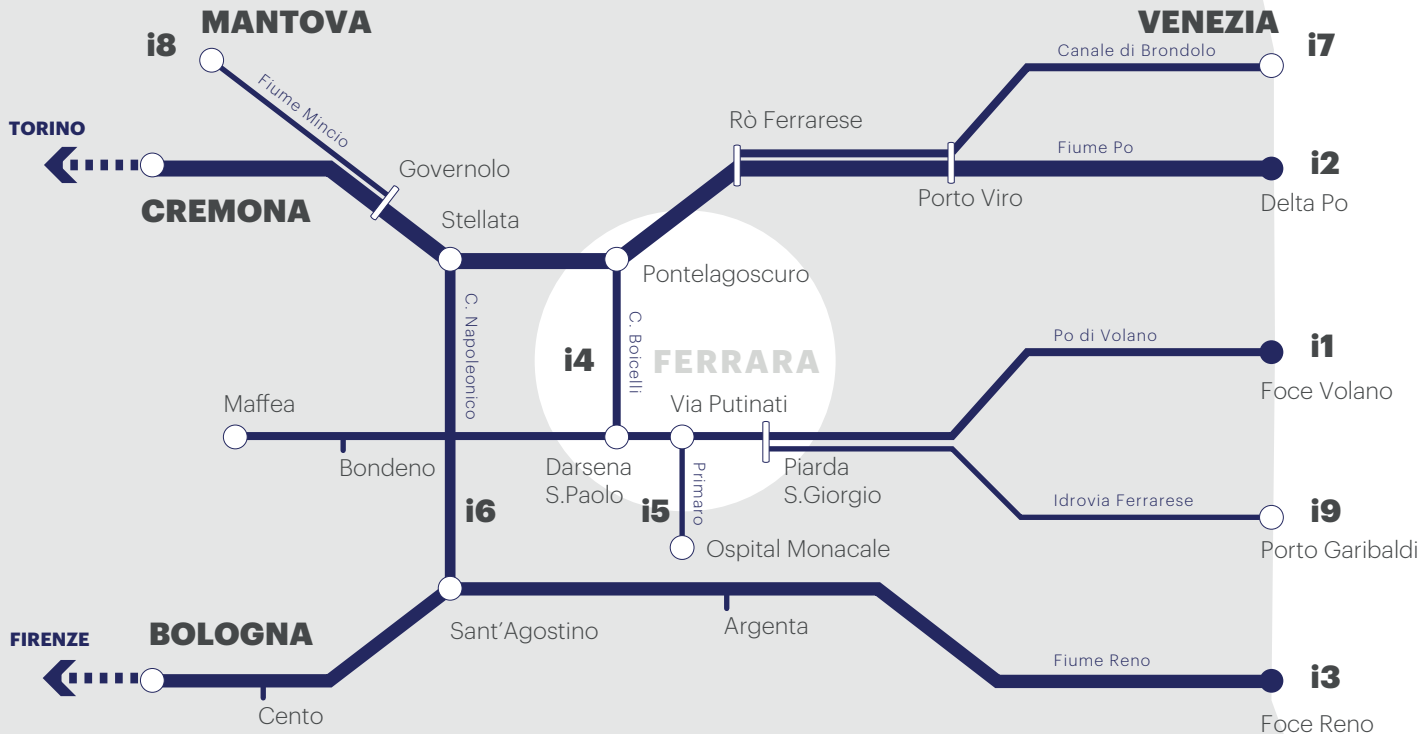 MANTOVA
VENEZIA
i8
i7
Canale di Brondolo
Fiume Mincio
TORINO
Rò Ferrarese
Fiume Po
i2
Governolo
Porto Viro
Delta Po
CREMONA
Stellata
Pontelagoscuro
C. Napoleonico
C. Boicelli
i4
FERRARA
Po di Volano
i1
Foce Volano
Maffea
Via Putinati
Bondeno
Darsena
S.Paolo
Piarda
S.Giorgio
Primaro
i6
i5
Idrovia Ferrarese
i9
Porto Garibaldi
Ospital Monacale
FIRENZE
BOLOGNA
Sant’Agostino
Argenta
Fiume Reno
i3
Cento
Foce Reno